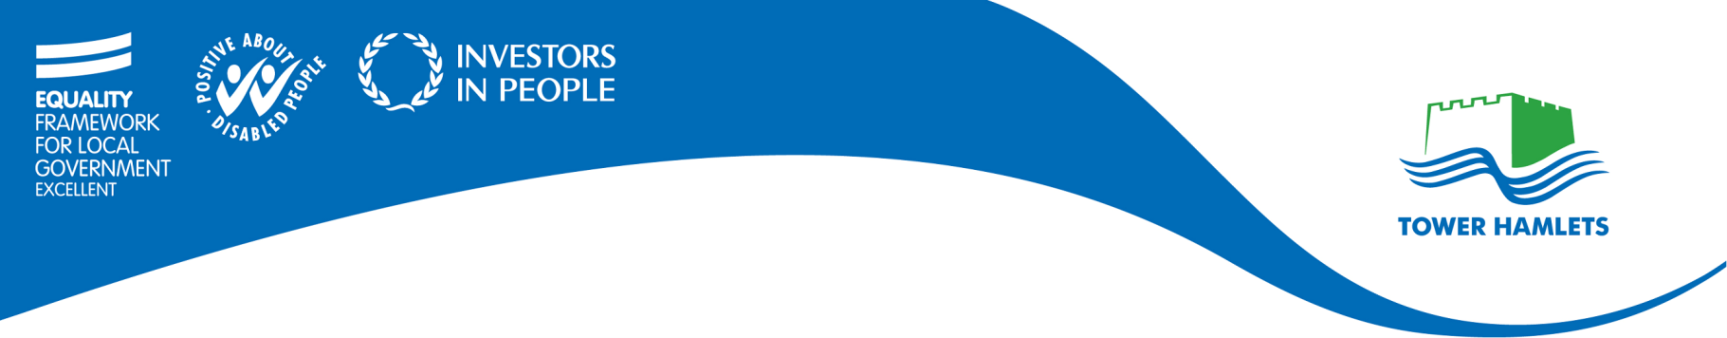 EQUALITY
FRAMEWORK
FOR LOCAL
GOVERNMENT
EXCELLENT
POSITIVE ABOUT
DISABLED PEOPLE
INVESTORS
IN PEOPLE
TOWER HAMLETS